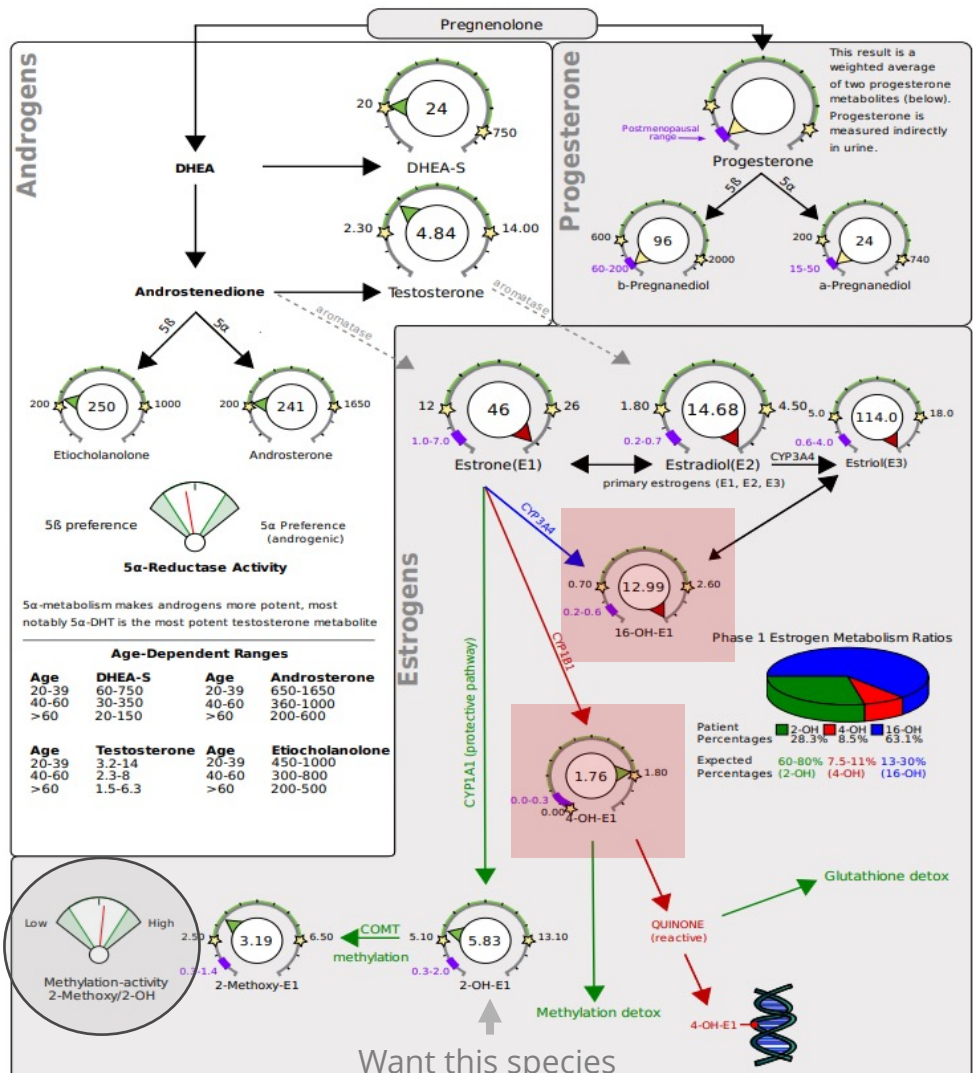 Pregnenolone
Androgens
20
24
750
DHEA-S
DHEA
2.30
4.84
14.00
Androstenedione
Testosterone
aromatase
aromatase
5ß
5α
200
250
1000
Etiocholanolone
200
241
1650
Androsterone
5ß preference
5α Preference
(androgenic)
5α-Reductase Activity
5α-metabolism makes androgens more potent, most
notably 5α-DHT is the most potent testosterone metabolite
Age-Dependent Ranges
Age DHEA-S Age Androsterone
20-39 60-750 20-39 650-1650
40-60 30-350 40-60 360-1000
>60 20-150 >60 200-600
Age Testosterone Age Etiocholanolone
20-39 3.2-14 20-39 450-1000
40-60 2.3-8 40-60 300-800
>60 1.5-6.3 >60 200-500
Progesterone
This result is a
weighted average
of two progesterone
metabolites (below).
Progesterone is
measured indirectly
in urine.
Postmenopausal
range
Progesterone
5ß
5α
600
96
2000
60-200
b-Pregnanediol
200
24
740
15-50
a-Pregnanediol
Estrogens
12
46
26
1.0-7.0
Estrone(E1)
1.80
14.68
4.50
0.2-0.7
Estradiol(E2)
CYP3A4
5.0
114.0
18.0
0.6-4.0
Estriol(E3)
primary estrogens (E1, E2, E3)
CYP3A4
0.70
12.99
2.60
0.2-0.6
16-OH-E1
CYP1B1
CYP1A1 (protective pathway)
1.76
1.80
0.0-0.3
0.00
4-OH-E1
Phase 1 Estrogen Metabolism Ratios
Patient
Percentages
2-OH 4-OH 16-OH
28.3% 8.5% 63.1%
Expected
Percentages
60-80% 7.5-11% 13-30%
(2-OH) (4-OH) (16-OH)
Low
High
Methylation-activity
2-Methoxy/2-OH
2.50
3.19
6.50
0.3-1.4
2-Methoxy-E1
COMT
methylation
5.10
5.83
13.10
0.3-2.0
2-OH-E1
Methylation detox
QUINONE
(reactive)
Glutathione detox
4-OH-E1
Want this species